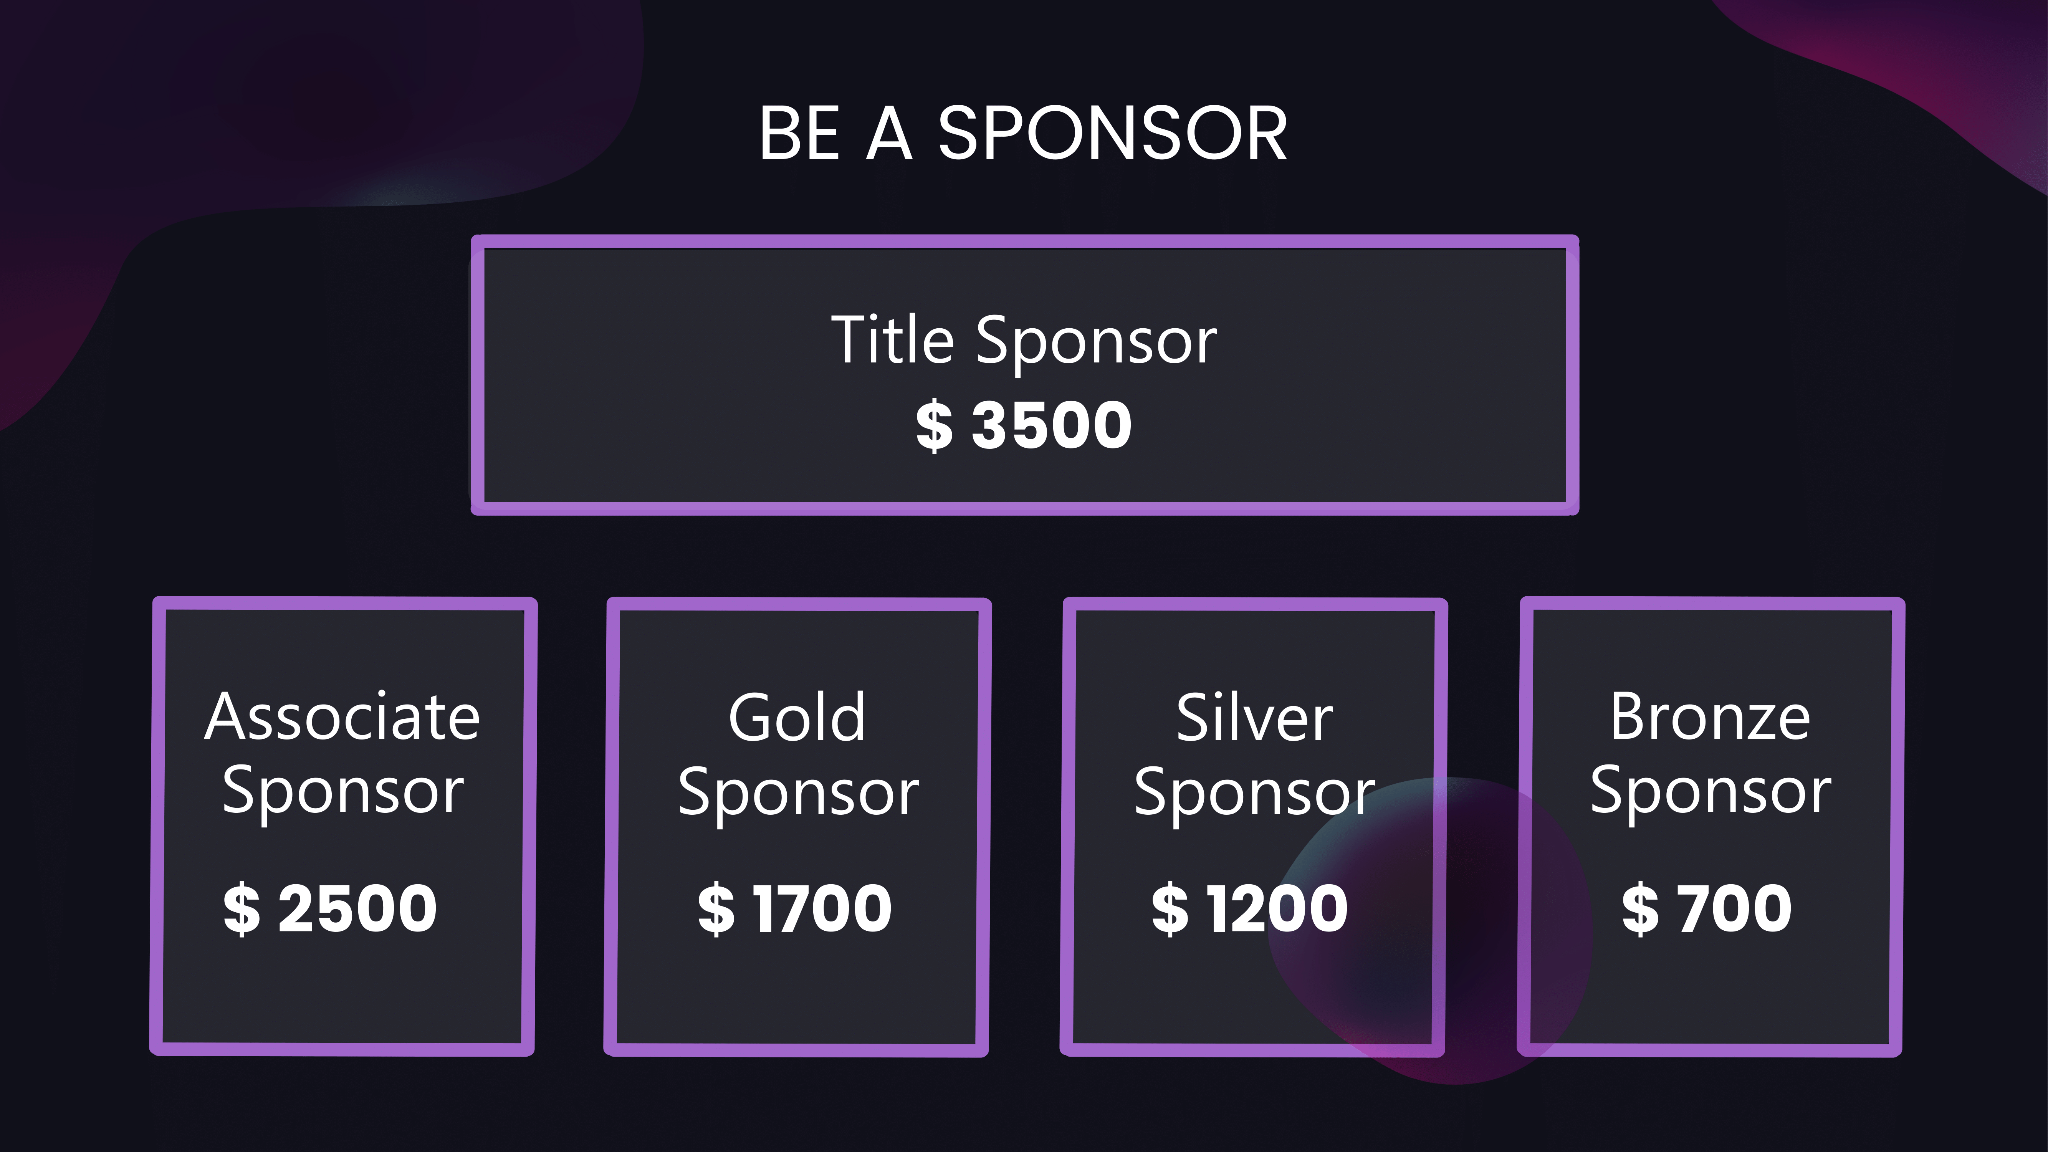 BE A SPONSOR
Title Sponsor
$ 3500
Associate
Sponsor
$ 2500
Gold
Sponsor
$ 1700
Silver
Sponsor
$ 1200
Bronze
Sponsor
$ 700